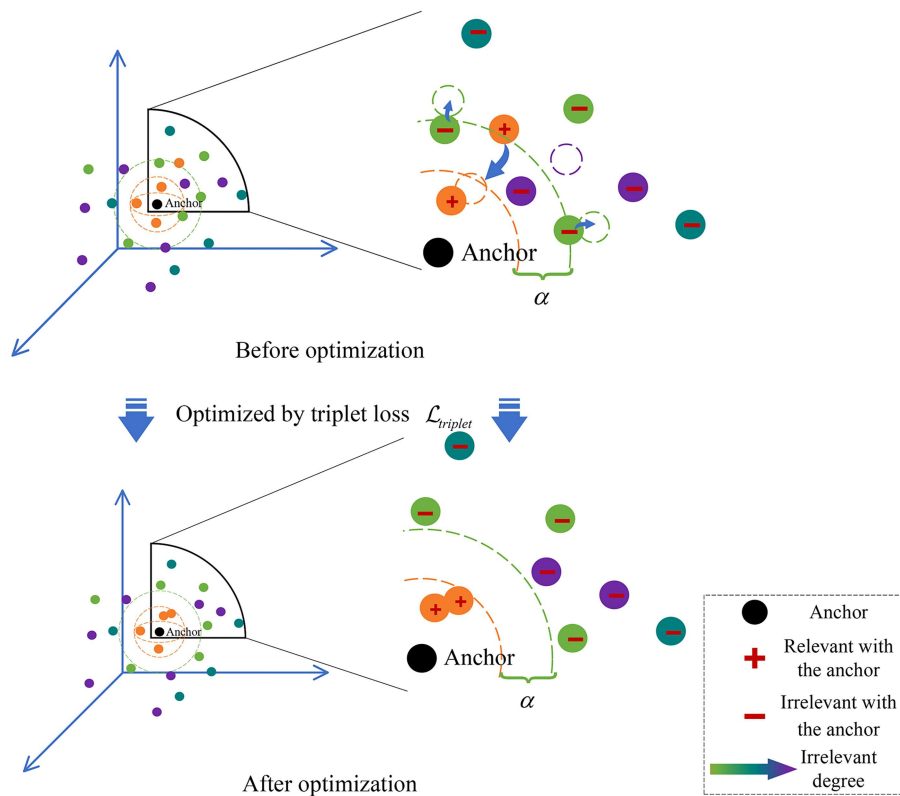 Anchor
Anchor
α
Before optimization
Optimized by triplet loss ℒtriplet
Anchor
Anchor
α
After optimization
Anchor
Relevant with
the anchor
Irrelevant with
the anchor
Irrelevant
degree